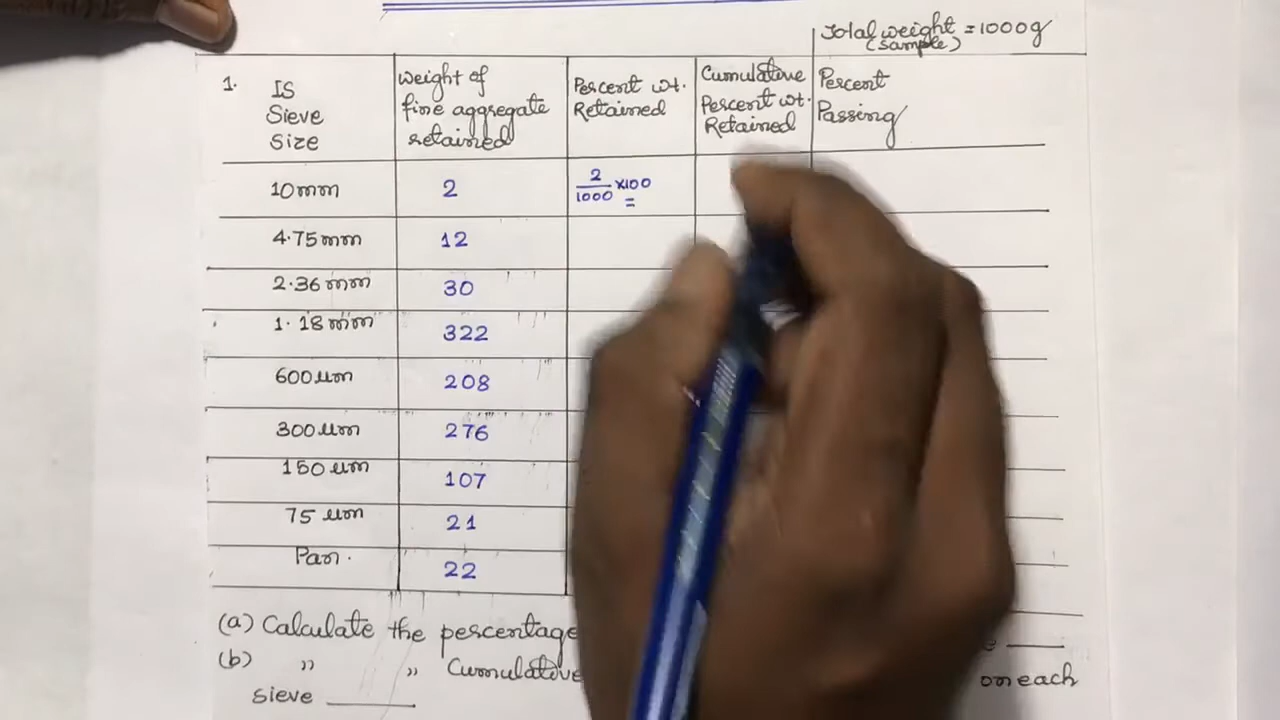 Total weight = 1000g
(sample)
1. IS Sieve Size
Weight of fine aggregate retained
Percent wt. Retained
Cumulative Percent wt. Retained
Percent Passing
10mm 2 2/1000 ×100 =
4.75mm 12
2.36mm 30
1.18mm 322
600um 208
300um 276
150um 107
75um 21
Pan. 22
(a) Calculate the percentage
(b) " " Cumulative on each
sieve